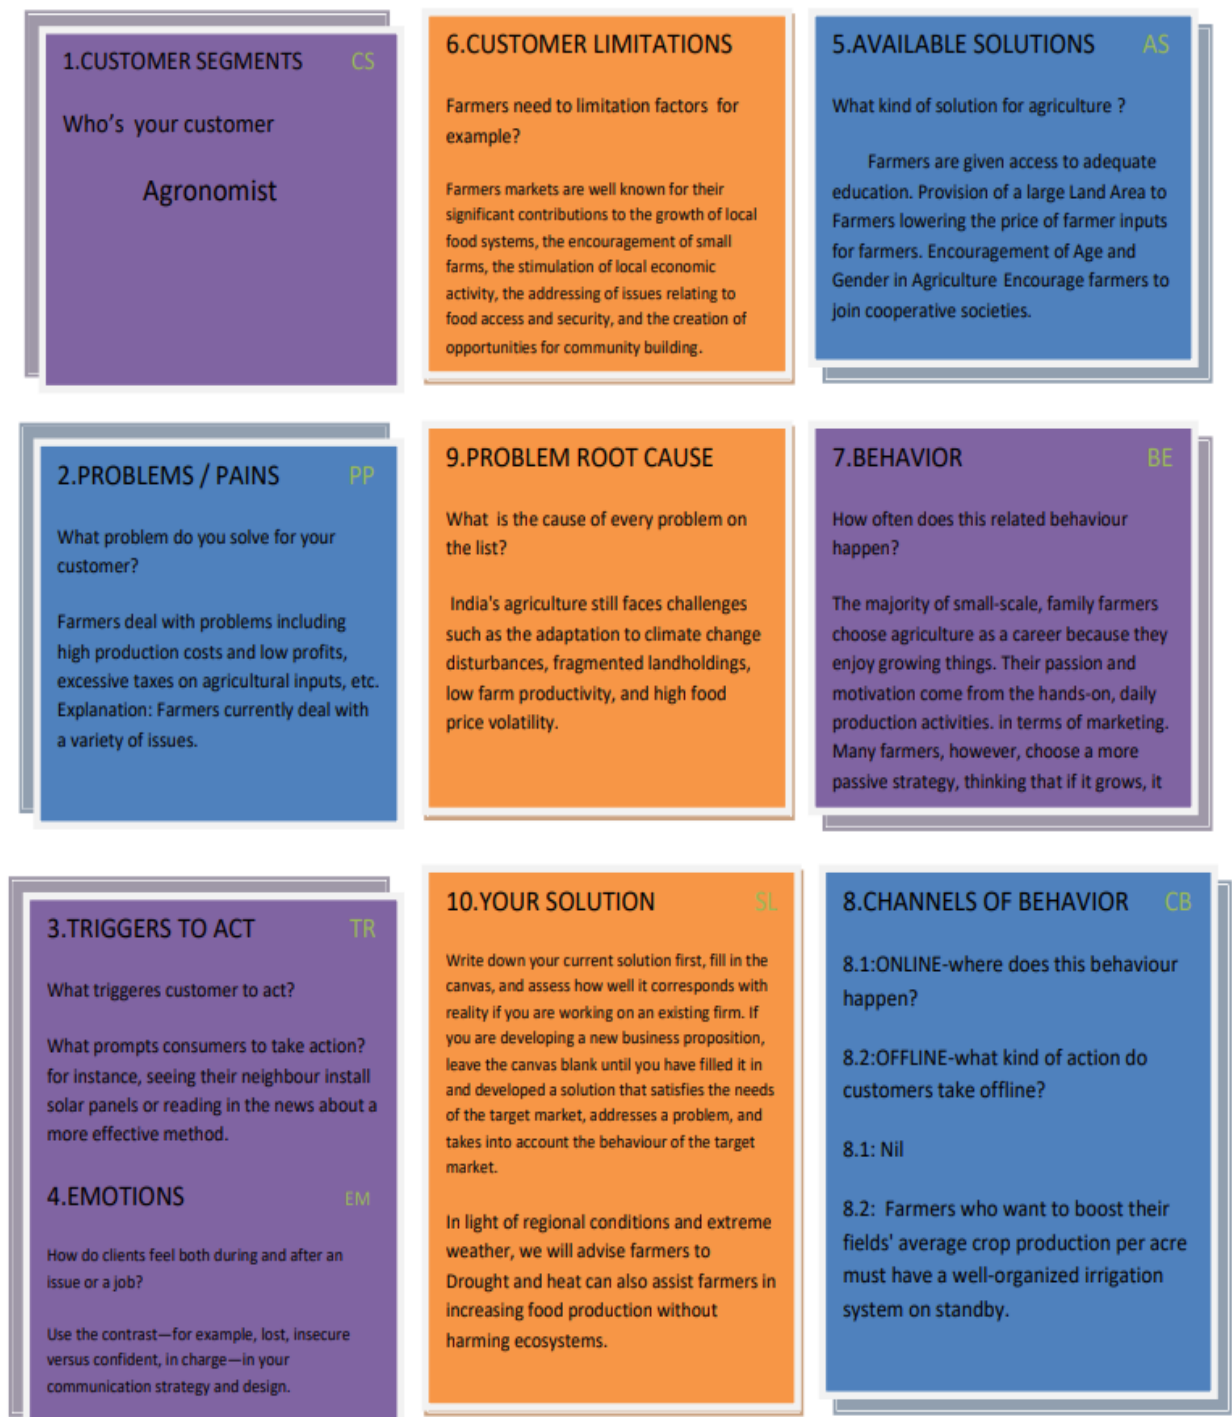 1.CUSTOMER SEGMENTS CS
Who's your customer
Agronomist
6.CUSTOMER LIMITATIONS
Farmers need to limitation factors for
example?
Farmers markets are well known for their
significant contributions to the growth of local
food systems, the encouragement of small
farms, the stimulation of local economic
activity, the addressing of issues relating to
food access and security, and the creation of
opportunities for community building.
5.AVAILABLE SOLUTIONS AS
What kind of solution for agriculture ?
Farmers are given access to adequate
education. Provision of a large Land Area to
Farmers lowering the price of farmer inputs
for farmers. Encouragement of Age and
Gender in Agriculture Encourage farmers to
join cooperative societies.
2.PROBLEMS / PAINS PP
What problem do you solve for your
customer?
Farmers deal with problems including
high production costs and low profits,
excessive taxes on agricultural inputs, etc.
Explanation: Farmers currently deal with
a variety of issues.
9.PROBLEM ROOT CAUSE
What is the cause of every problem on
the list?
India's agriculture still faces challenges
such as the adaptation to climate change
disturbances, fragmented landholdings,
low farm productivity, and high food
price volatility.
7.BEHAVIOR BE
How often does this related behaviour
happen?
The majority of small-scale, family farmers
choose agriculture as a career because they
enjoy growing things. Their passion and
motivation come from the hands-on, daily
production activities. in terms of marketing.
Many farmers, however, choose a more
passive strategy, thinking that if it grows, it
3.TRIGGERS TO ACT TR
What triggeres customer to act?
What prompts consumers to take action?
for instance, seeing their neighbour install
solar panels or reading in the news about a
more effective method.
4.EMOTIONS EM
How do clients feel both during and after an
issue or a job?
Use the contrast—for example, lost, insecure
versus confident, in charge—in your
communication strategy and design.
10.YOUR SOLUTION SL
Write down your current solution first, fill in the
canvas, and assess how well it corresponds with
reality if you are working on an existing firm. If
you are developing a new business proposition,
leave the canvas blank until you have filled it in
and developed a solution that satisfies the needs
of the target market, addresses a problem, and
takes into account the behaviour of the target
market.
In light of regional conditions and extreme
weather, we will advise farmers to
Drought and heat can also assist farmers in
increasing food production without
harming ecosystems.
8.CHANNELS OF BEHAVIOR CB
8.1:ONLINE-where does this behaviour
happen?
8.2:OFFLINE-what kind of action do
customers take offline?
8.1: Nil
8.2: Farmers who want to boost their
fields' average crop production per acre
must have a well-organized irrigation
system on standby.